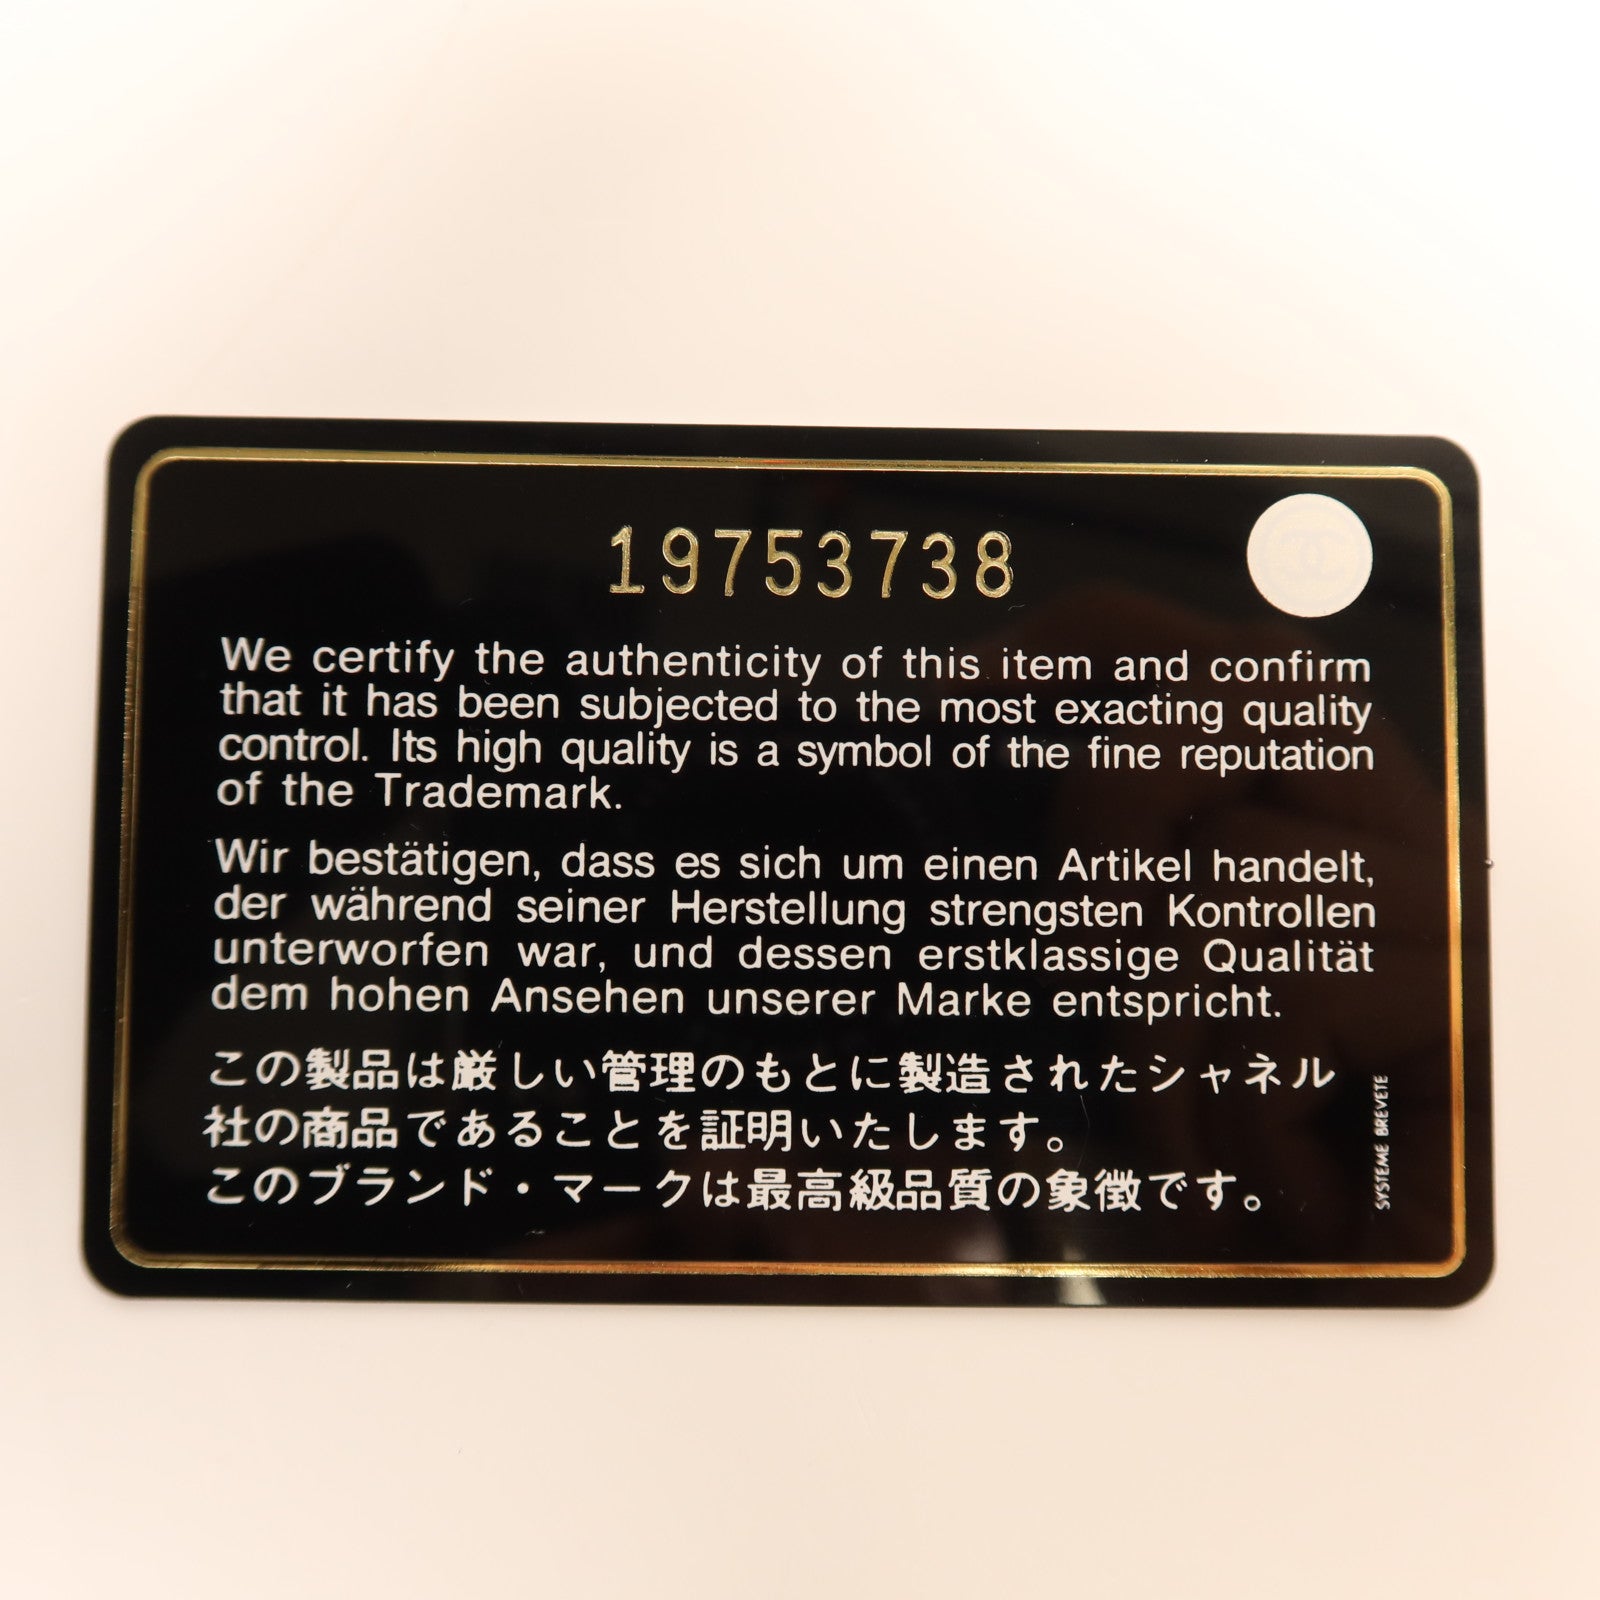 19753738
We certify the authenticity of this item and confirm
that it has been subjected to the most exacting quality
control. Its high quality is a symbol of the fine reputation
of the Trademark.
Wir bestätigen, dass es sich um einen Artikel handelt,
der während seiner Herstellung strengsten Kontrollen
unterworfen war, und dessen erstklassige Qualität
dem hohen Ansehen unserer Marke entspricht.
この製品は厳しい管理のもとに製造されたシャネル
社の商品であることを証明いたします。
このブランド・マークは最高級品質の象徴です。
SYSTEME BREVETE